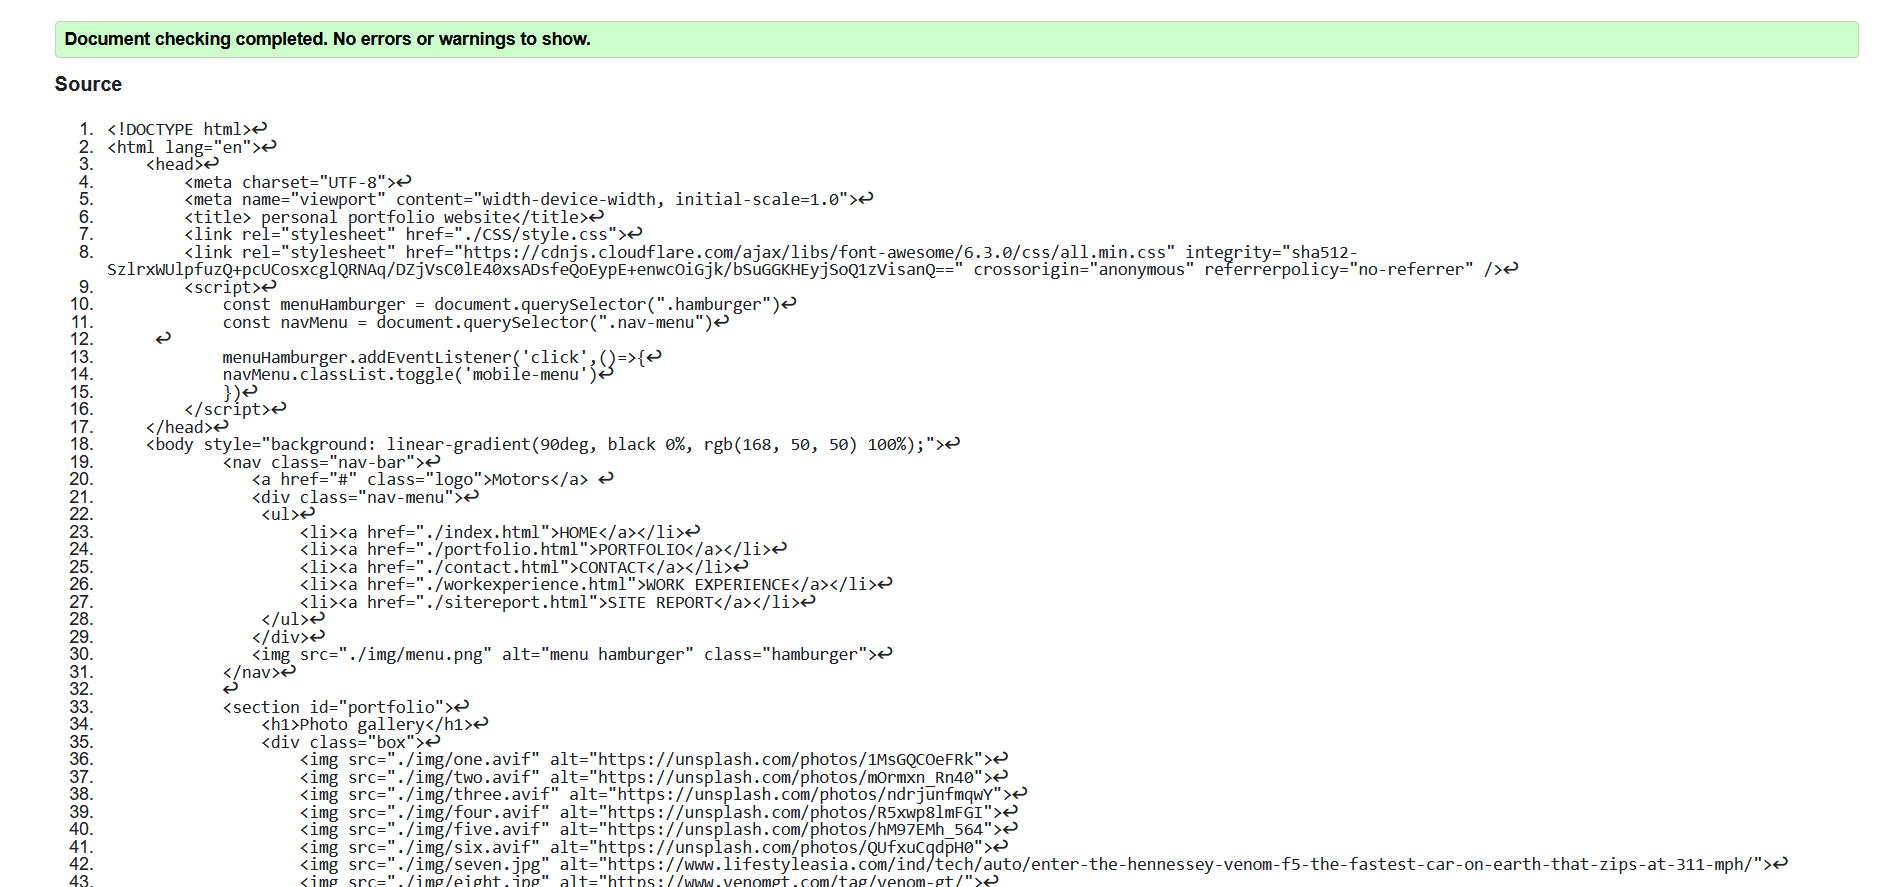 Document checking completed. No errors or warnings to show.
Source
1. <!DOCTYPE html>↩
2. <html lang="en">↩
3. <head>↩
4. <meta charset="UTF-8">↩
5. <meta name="viewport" content="width-device-width, initial-scale=1.0">↩
6. <title> personal portfolio website</title>↩
7. <link rel="stylesheet" href="./CSS/style.css">↩
8. <link rel="stylesheet" href="https://cdnjs.cloudflare.com/ajax/libs/font-awesome/6.3.0/css/all.min.css" integrity="sha512-
SzlrxWUlpfuzQ+pcUCosxcglQRNAq/DZjVsC0lE40xsADsfeQoEypE+enwcOiGjk/bSuGGKHEyjSoQ1zVisanQ==" crossorigin="anonymous" referrerpolicy="no-referrer" />↩
9. <script>↩
10. const menuHamburger = document.querySelector(".hamburger")↩
11. const navMenu = document.querySelector(".nav-menu")↩
12. ↩
13. menuHamburger.addEventListener('click',()=>{↩
14. navMenu.classList.toggle('mobile-menu')↩
15. })↩
16. </script>↩
17. </head>↩
18. <body style="background: linear-gradient(90deg, black 0%, rgb(168, 50, 50) 100%);">↩
19. <nav class="nav-bar">↩
20. <a href="#" class="logo">Motors</a> ↩
21. <div class="nav-menu">↩
22. <ul>↩
23. <li><a href="./index.html">HOME</a></li>↩
24. <li><a href="./portfolio.html">PORTFOLIO</a></li>↩
25. <li><a href="./contact.html">CONTACT</a></li>↩
26. <li><a href="./workexperience.html">WORK EXPERIENCE</a></li>↩
27. <li><a href="./sitereport.html">SITE REPORT</a></li>↩
28. </ul>↩
29. </div>↩
30. <img src="./img/menu.png" alt="menu hamburger" class="hamburger">↩
31. </nav>↩
32. ↩
33. <section id="portfolio">↩
34. <h1>Photo gallery</h1>↩
35. <div class="box">↩
36. <img src="./img/one.avif" alt="https://unsplash.com/photos/1MsGQCOeFRk">↩
37. <img src="./img/two.avif" alt="https://unsplash.com/photos/mOrmxn_Rn40">↩
38. <img src="./img/three.avif" alt="https://unsplash.com/photos/ndrjunfmqwY">↩
39. <img src="./img/four.avif" alt="https://unsplash.com/photos/R5xwp8lmFGI">↩
40. <img src="./img/five.avif" alt="https://unsplash.com/photos/hM97EMh_564">↩
41. <img src="./img/six.avif" alt="https://unsplash.com/photos/QUfxuCqdpH0">↩
42. <img src="./img/seven.jpg" alt="https://www.lifestyleasia.com/ind/tech/auto/enter-the-hennessey-venom-f5-the-fastest-car-on-earth-that-zips-at-311-mph/">↩
43. <img src="./img/eight.jpg" alt="https://www.venomgt.com/tag/venom-gt/">↩